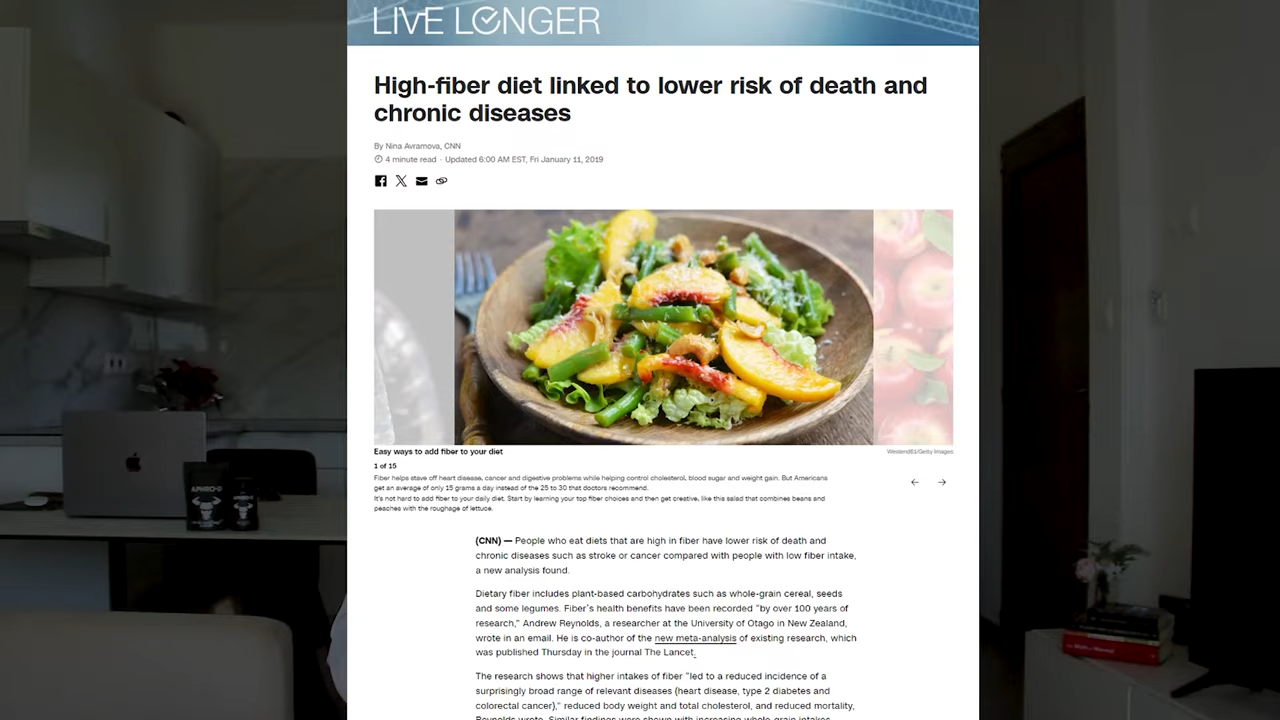 LIVE LONGER
High-fiber diet linked to lower risk of death and
chronic diseases
By Nina Avramova, CNN
4 minute read · Updated 6:00 AM EST, Fri January 11, 2019
Easy ways to add fiber to your diet
Westend61/Getty Images
1 of 15
Fiber helps stave off heart disease, cancer and digestive problems while helping control cholesterol, blood sugar and weight gain. But Americans
get an average of only 15 grams a day instead of the 25 to 30 that doctors recommend.
It's not hard to add fiber to your daily diet. Start by learning your top fiber choices and then get creative, like this salad that combines beans and
peaches with the roughage of lettuce.
(CNN) — People who eat diets that are high in fiber have lower risk of death and
chronic diseases such as stroke or cancer compared with people with low fiber intake,
a new analysis found.
Dietary fiber includes plant-based carbohydrates such as whole-grain cereal, seeds
and some legumes. Fiber's health benefits have been recorded "by over 100 years of
research," Andrew Reynolds, a researcher at the University of Otago in New Zealand,
wrote in an email. He is co-author of the new meta-analysis of existing research, which
was published Thursday in the journal The Lancet.
The research shows that higher intakes of fiber "led to a reduced incidence of a
surprisingly broad range of relevant diseases (heart disease, type 2 diabetes and
colorectal cancer)," reduced body weight and total cholesterol, and reduced mortality,
Reynolds wrote. Similar findings were shown with increasing whole-grain intake.
APHRO-D